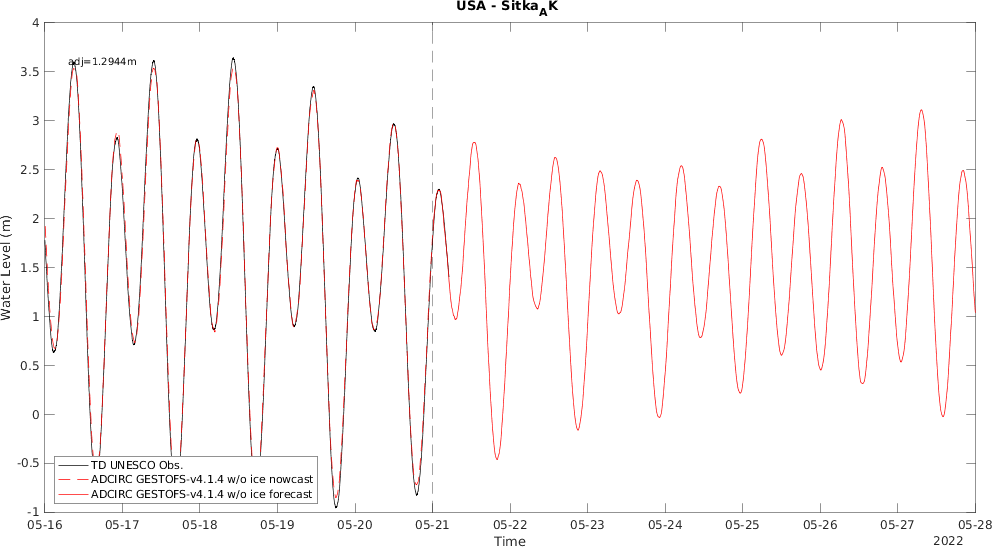 USA - Sitka_AK
adj=1.2944m
4
3.5
3
2.5
2
1.5
1
0.5
0
-0.5
-1
Water Level (m)
TD UNESCO Obs.
ADCIRC GESTOFS-v4.1.4 w/o ice nowcast
ADCIRC GESTOFS-v4.1.4 w/o ice forecast
05-16 05-17 05-18 05-19 05-20 05-21 05-22 05-23 05-24 05-25 05-26 05-27 05-28
Time
2022